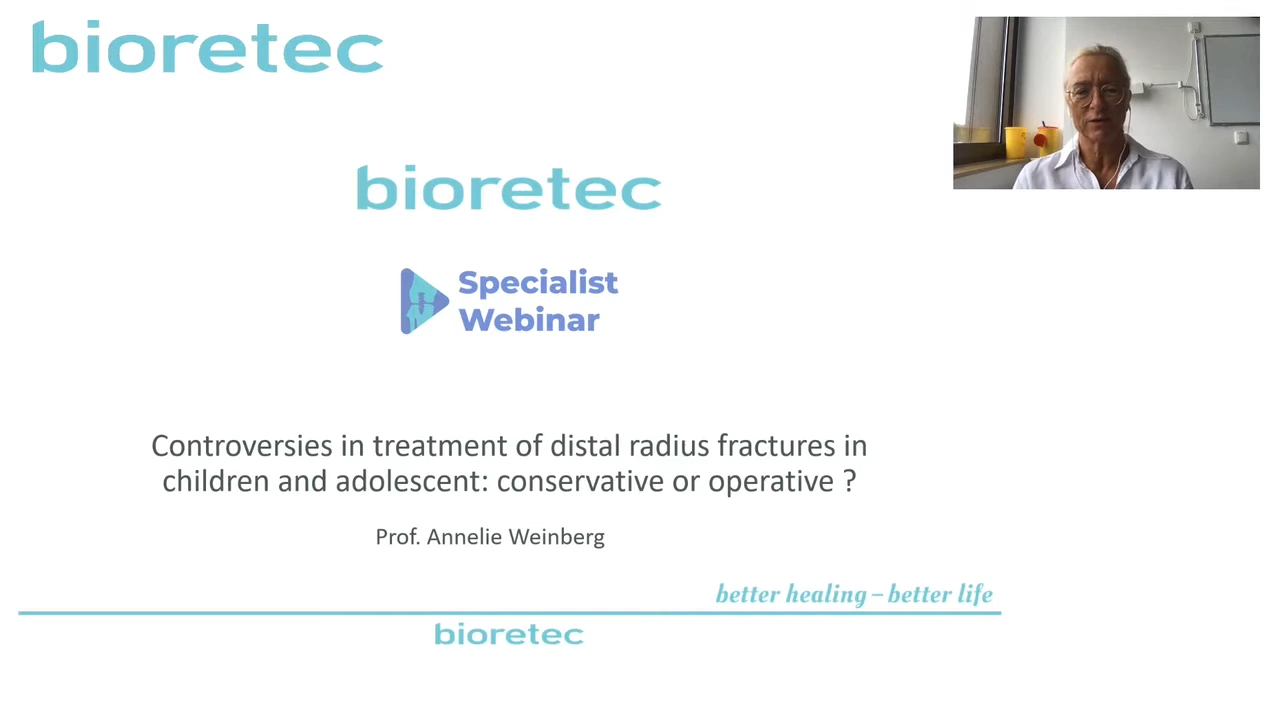 bioretec
bioretec
Specialist
Webinar
Controversies in treatment of distal radius fractures in
children and adolescent: conservative or operative ?
Prof. Annelie Weinberg
better healing – better life
bioretec